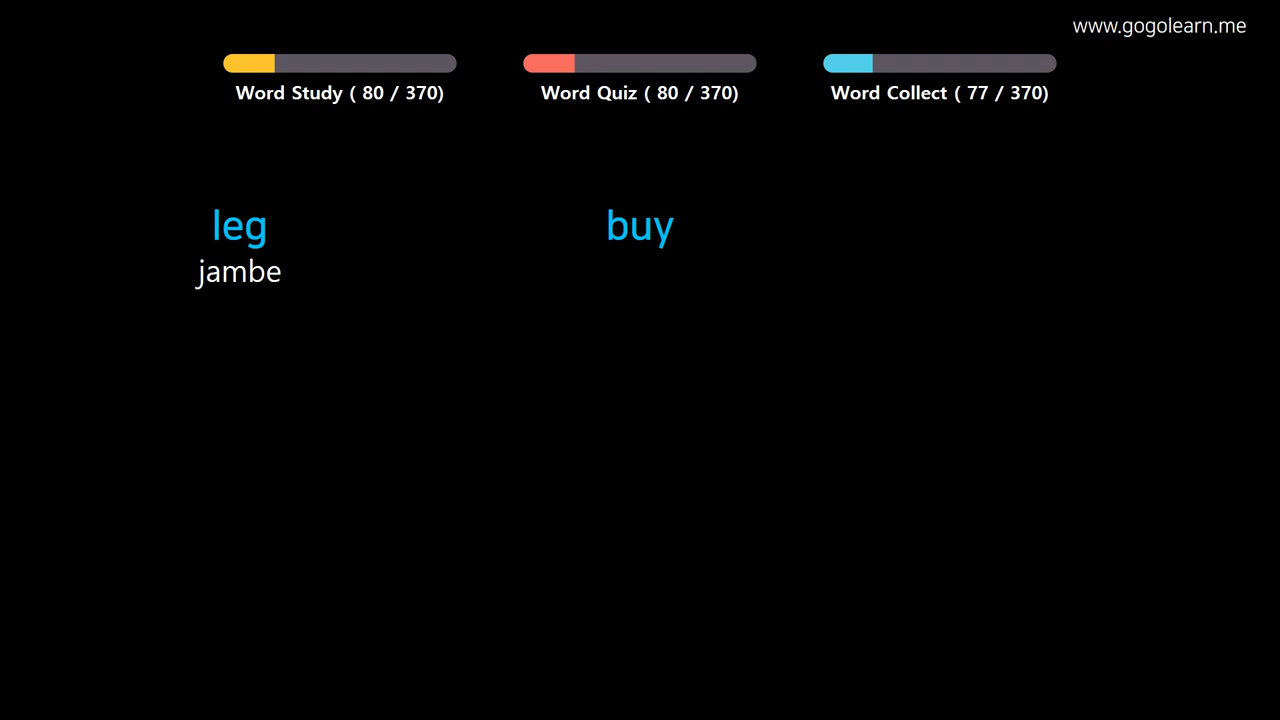 www.gogolearn.me
Word Study ( 80 / 370)
Word Quiz ( 80 / 370)
Word Collect ( 77 / 370)
leg
jambe
buy